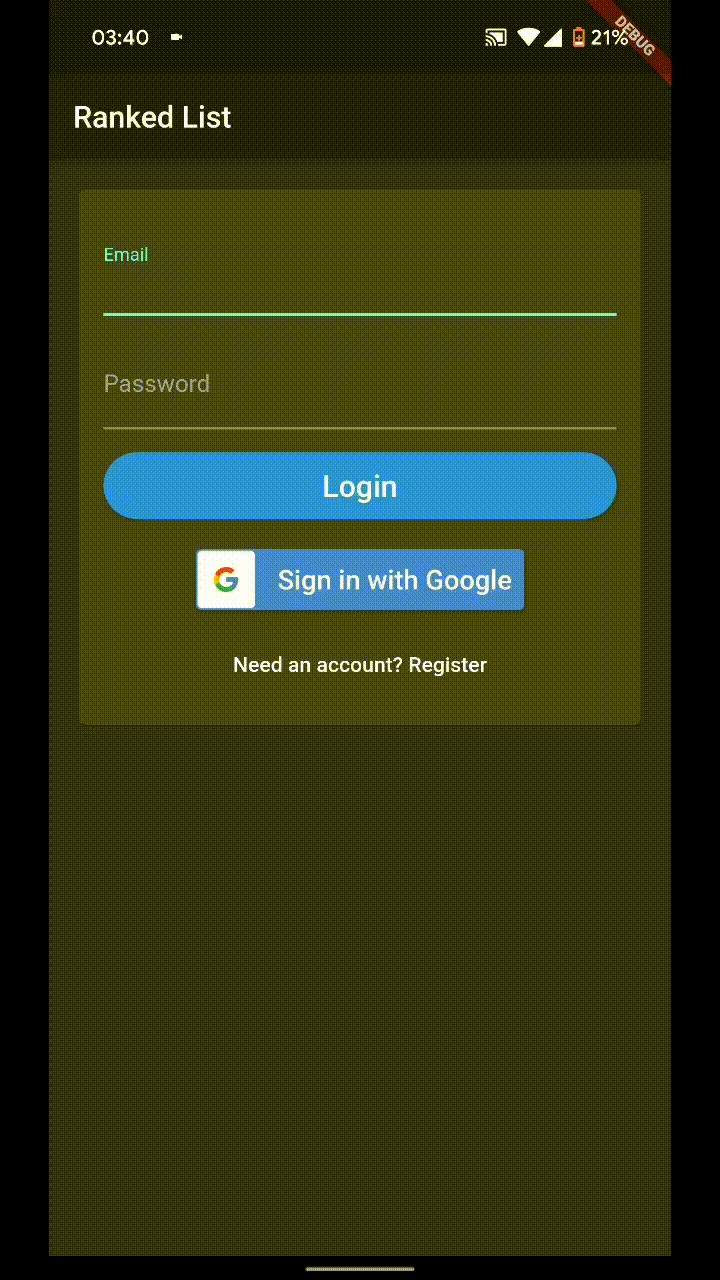 03:40
21%
DEBUG
Ranked List
Email
Password
Login
G Sign in with Google
Need an account? Register